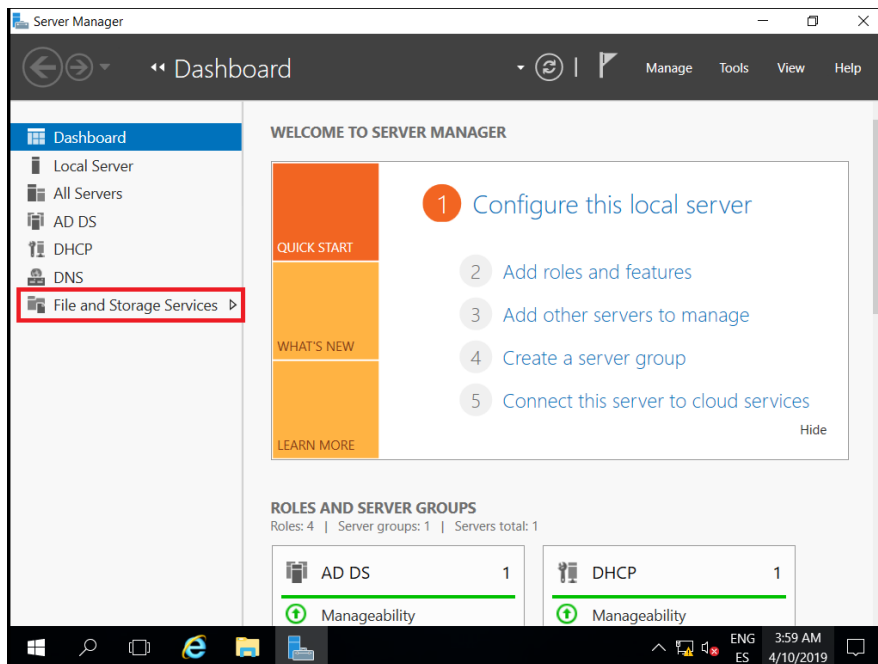 Server Manager
Dashboard
Manage Tools View Help
Dashboard
Local Server
All Servers
AD DS
DHCP
DNS
File and Storage Services
WELCOME TO SERVER MANAGER
QUICK START
WHAT'S NEW
LEARN MORE
1 Configure this local server
2 Add roles and features
3 Add other servers to manage
4 Create a server group
5 Connect this server to cloud services
Hide
ROLES AND SERVER GROUPS
Roles: 4 | Server groups: 1 | Servers total: 1
AD DS 1
Manageability
DHCP 1
Manageability
ENG
ES
3:59 AM
4/10/2019